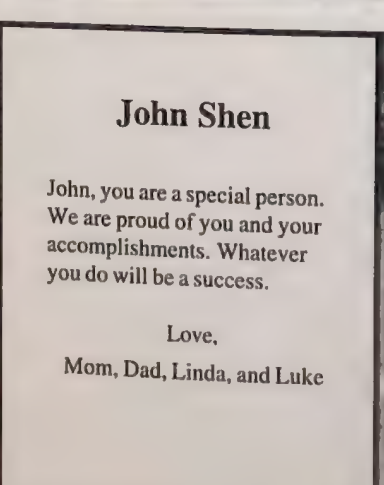 John Shen
John, you are a special person.
We are proud of you and your
accomplishments. Whatever
you do will be a success.
Love,
Mom, Dad, Linda, and Luke